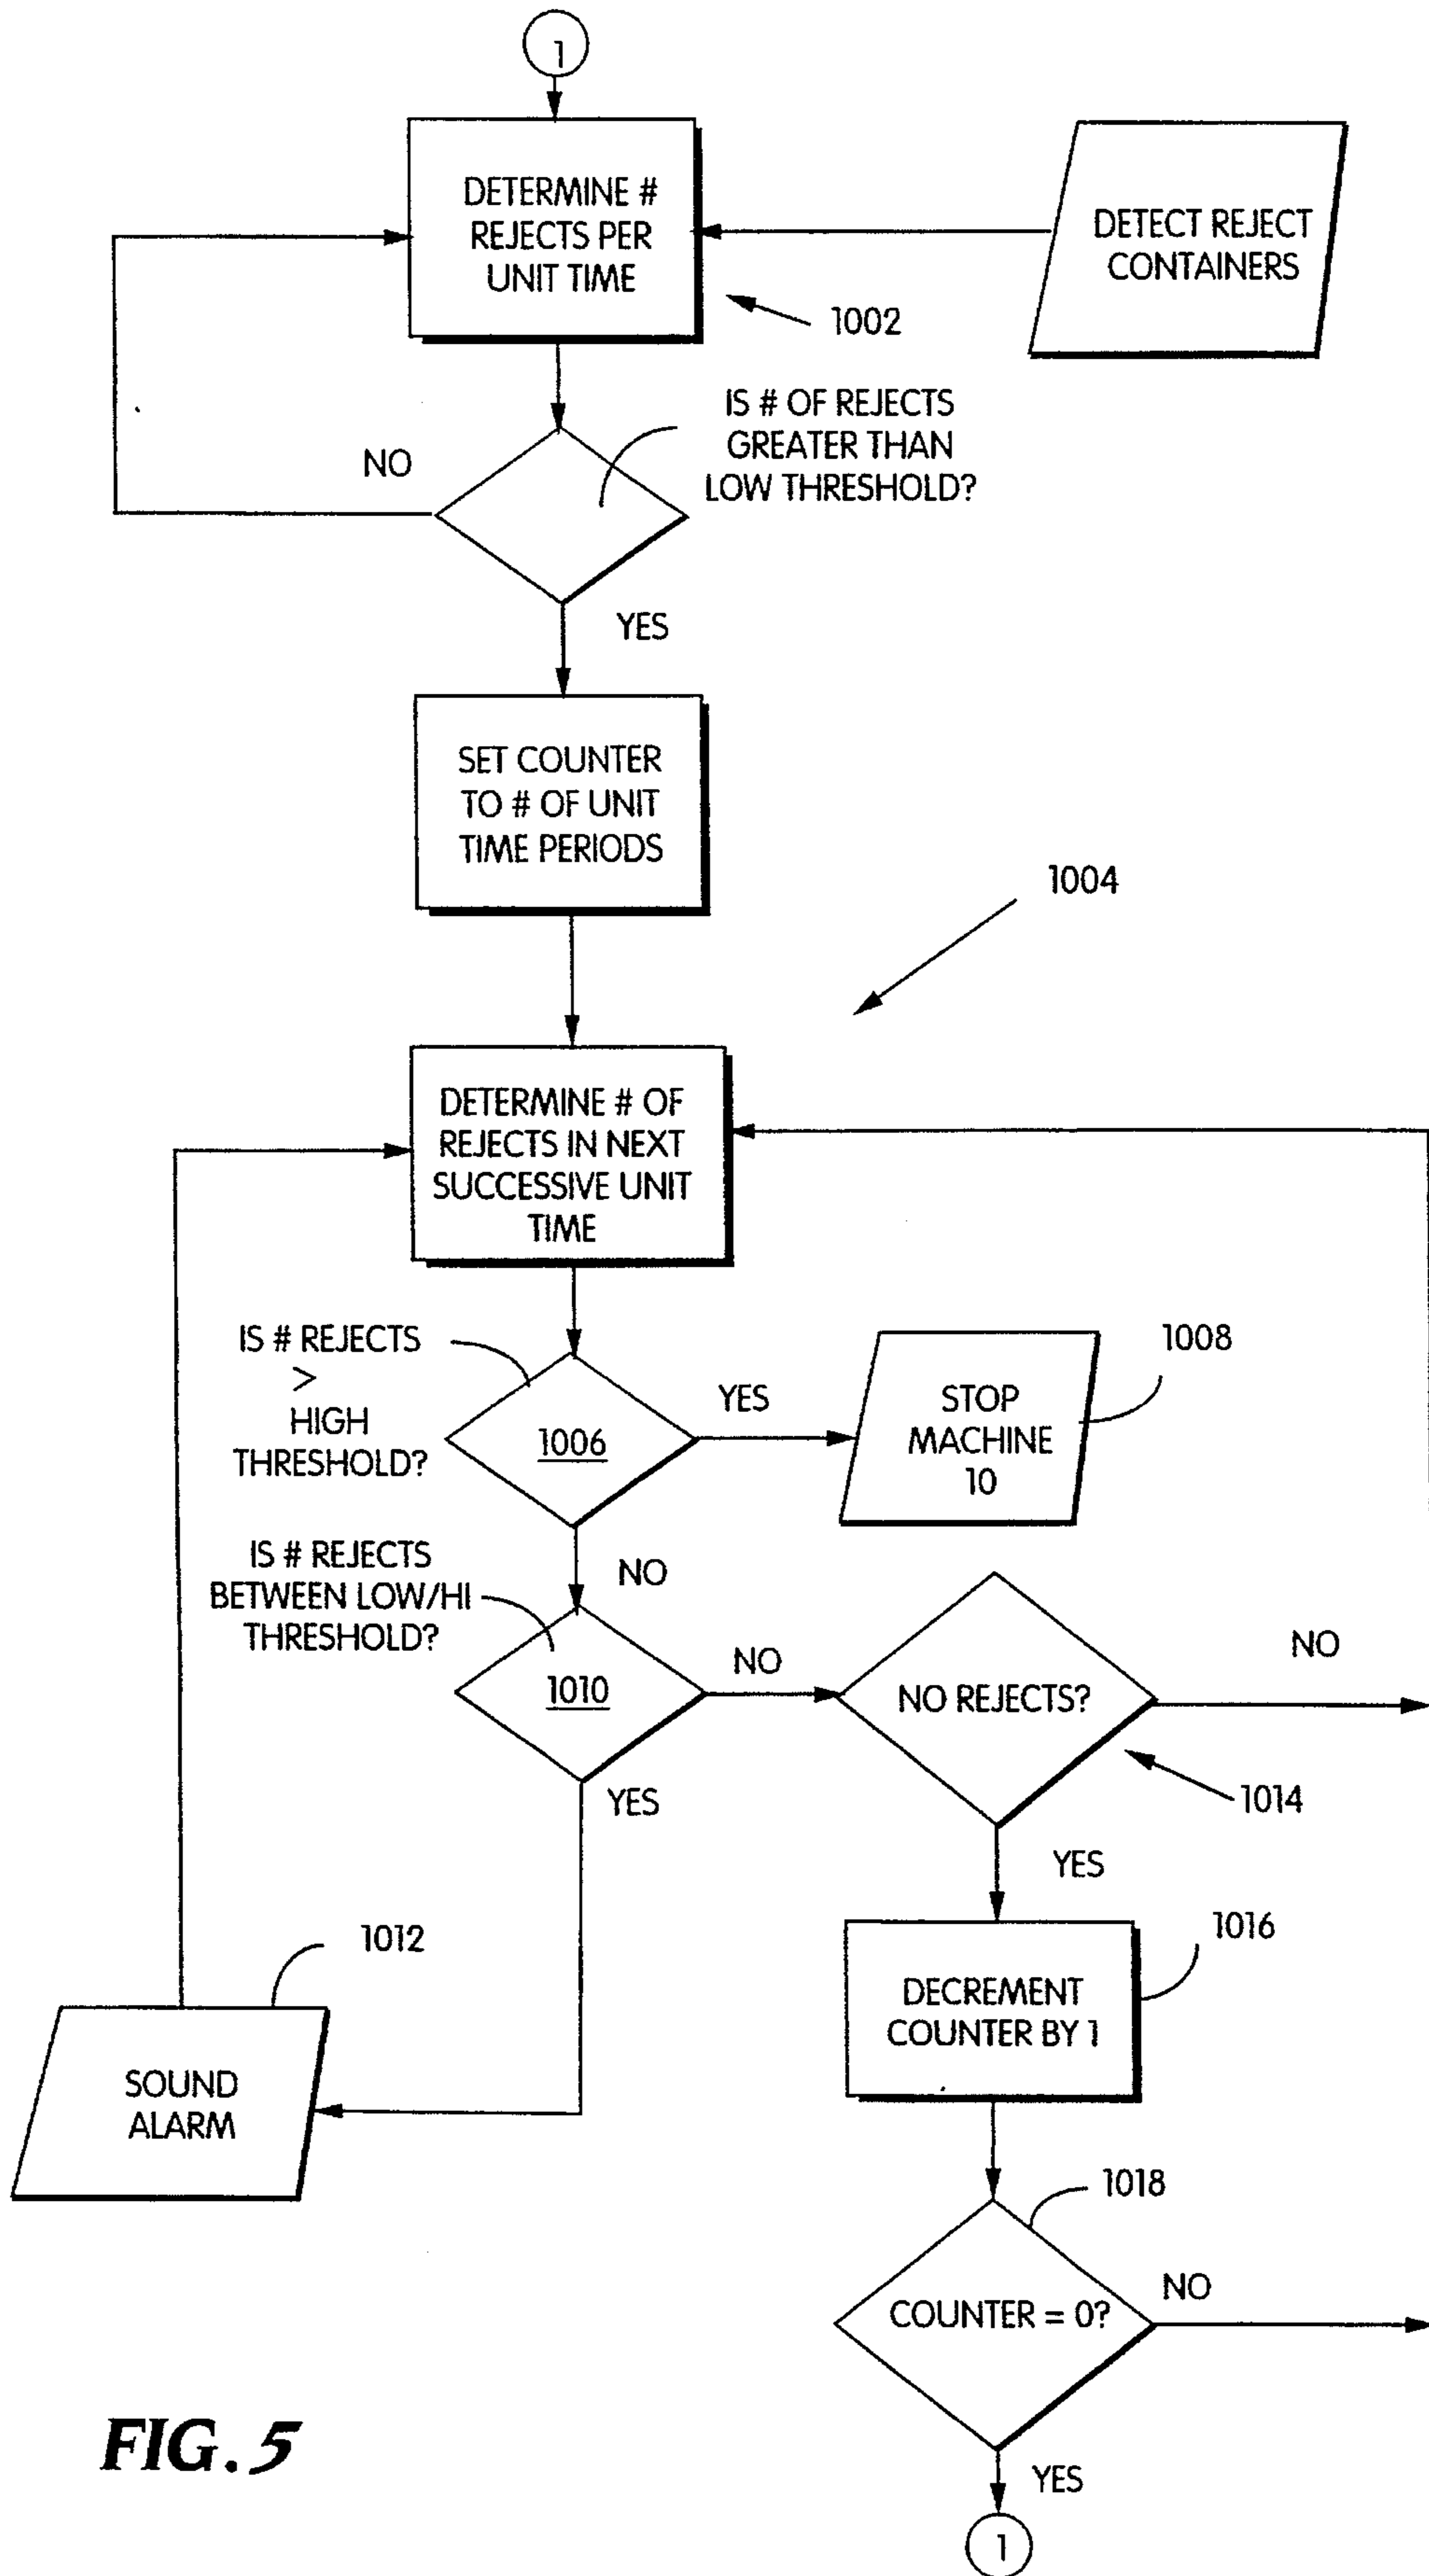 1
DETERMINE #
REJECTS PER
UNIT TIME
DETECT REJECT
CONTAINERS
1002
IS # OF REJECTS
GREATER THAN
LOW THRESHOLD?
NO
YES
SET COUNTER
TO # OF UNIT
TIME PERIODS
1004
DETERMINE # OF
REJECTS IN NEXT
SUCCESSIVE UNIT
TIME
IS # REJECTS
>
HIGH
THRESHOLD?
1006
YES
STOP
MACHINE
10
1008
NO
IS # REJECTS
BETWEEN LOW/HI
THRESHOLD?
1010
NO
NO REJECTS?
NO
1014
YES
YES
1012
SOUND
ALARM
1016
DECREMENT
COUNTER BY 1
1018
COUNTER = 0?
NO
YES
1
FIG. 5